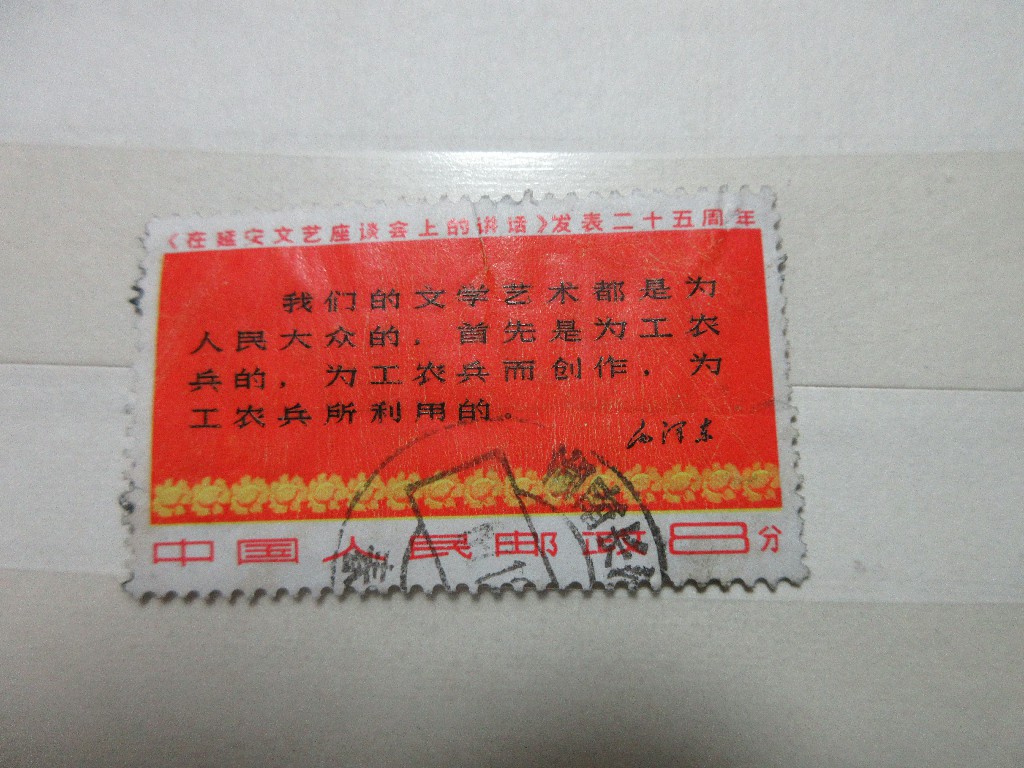 《在延安文艺座谈会上的讲话》发表二十五周年
我们的文学艺术都是为
人民大众的，首先是为工农
兵的，为工农兵而创作，为
工农兵所利用的。
毛泽东
中国人民邮政8分